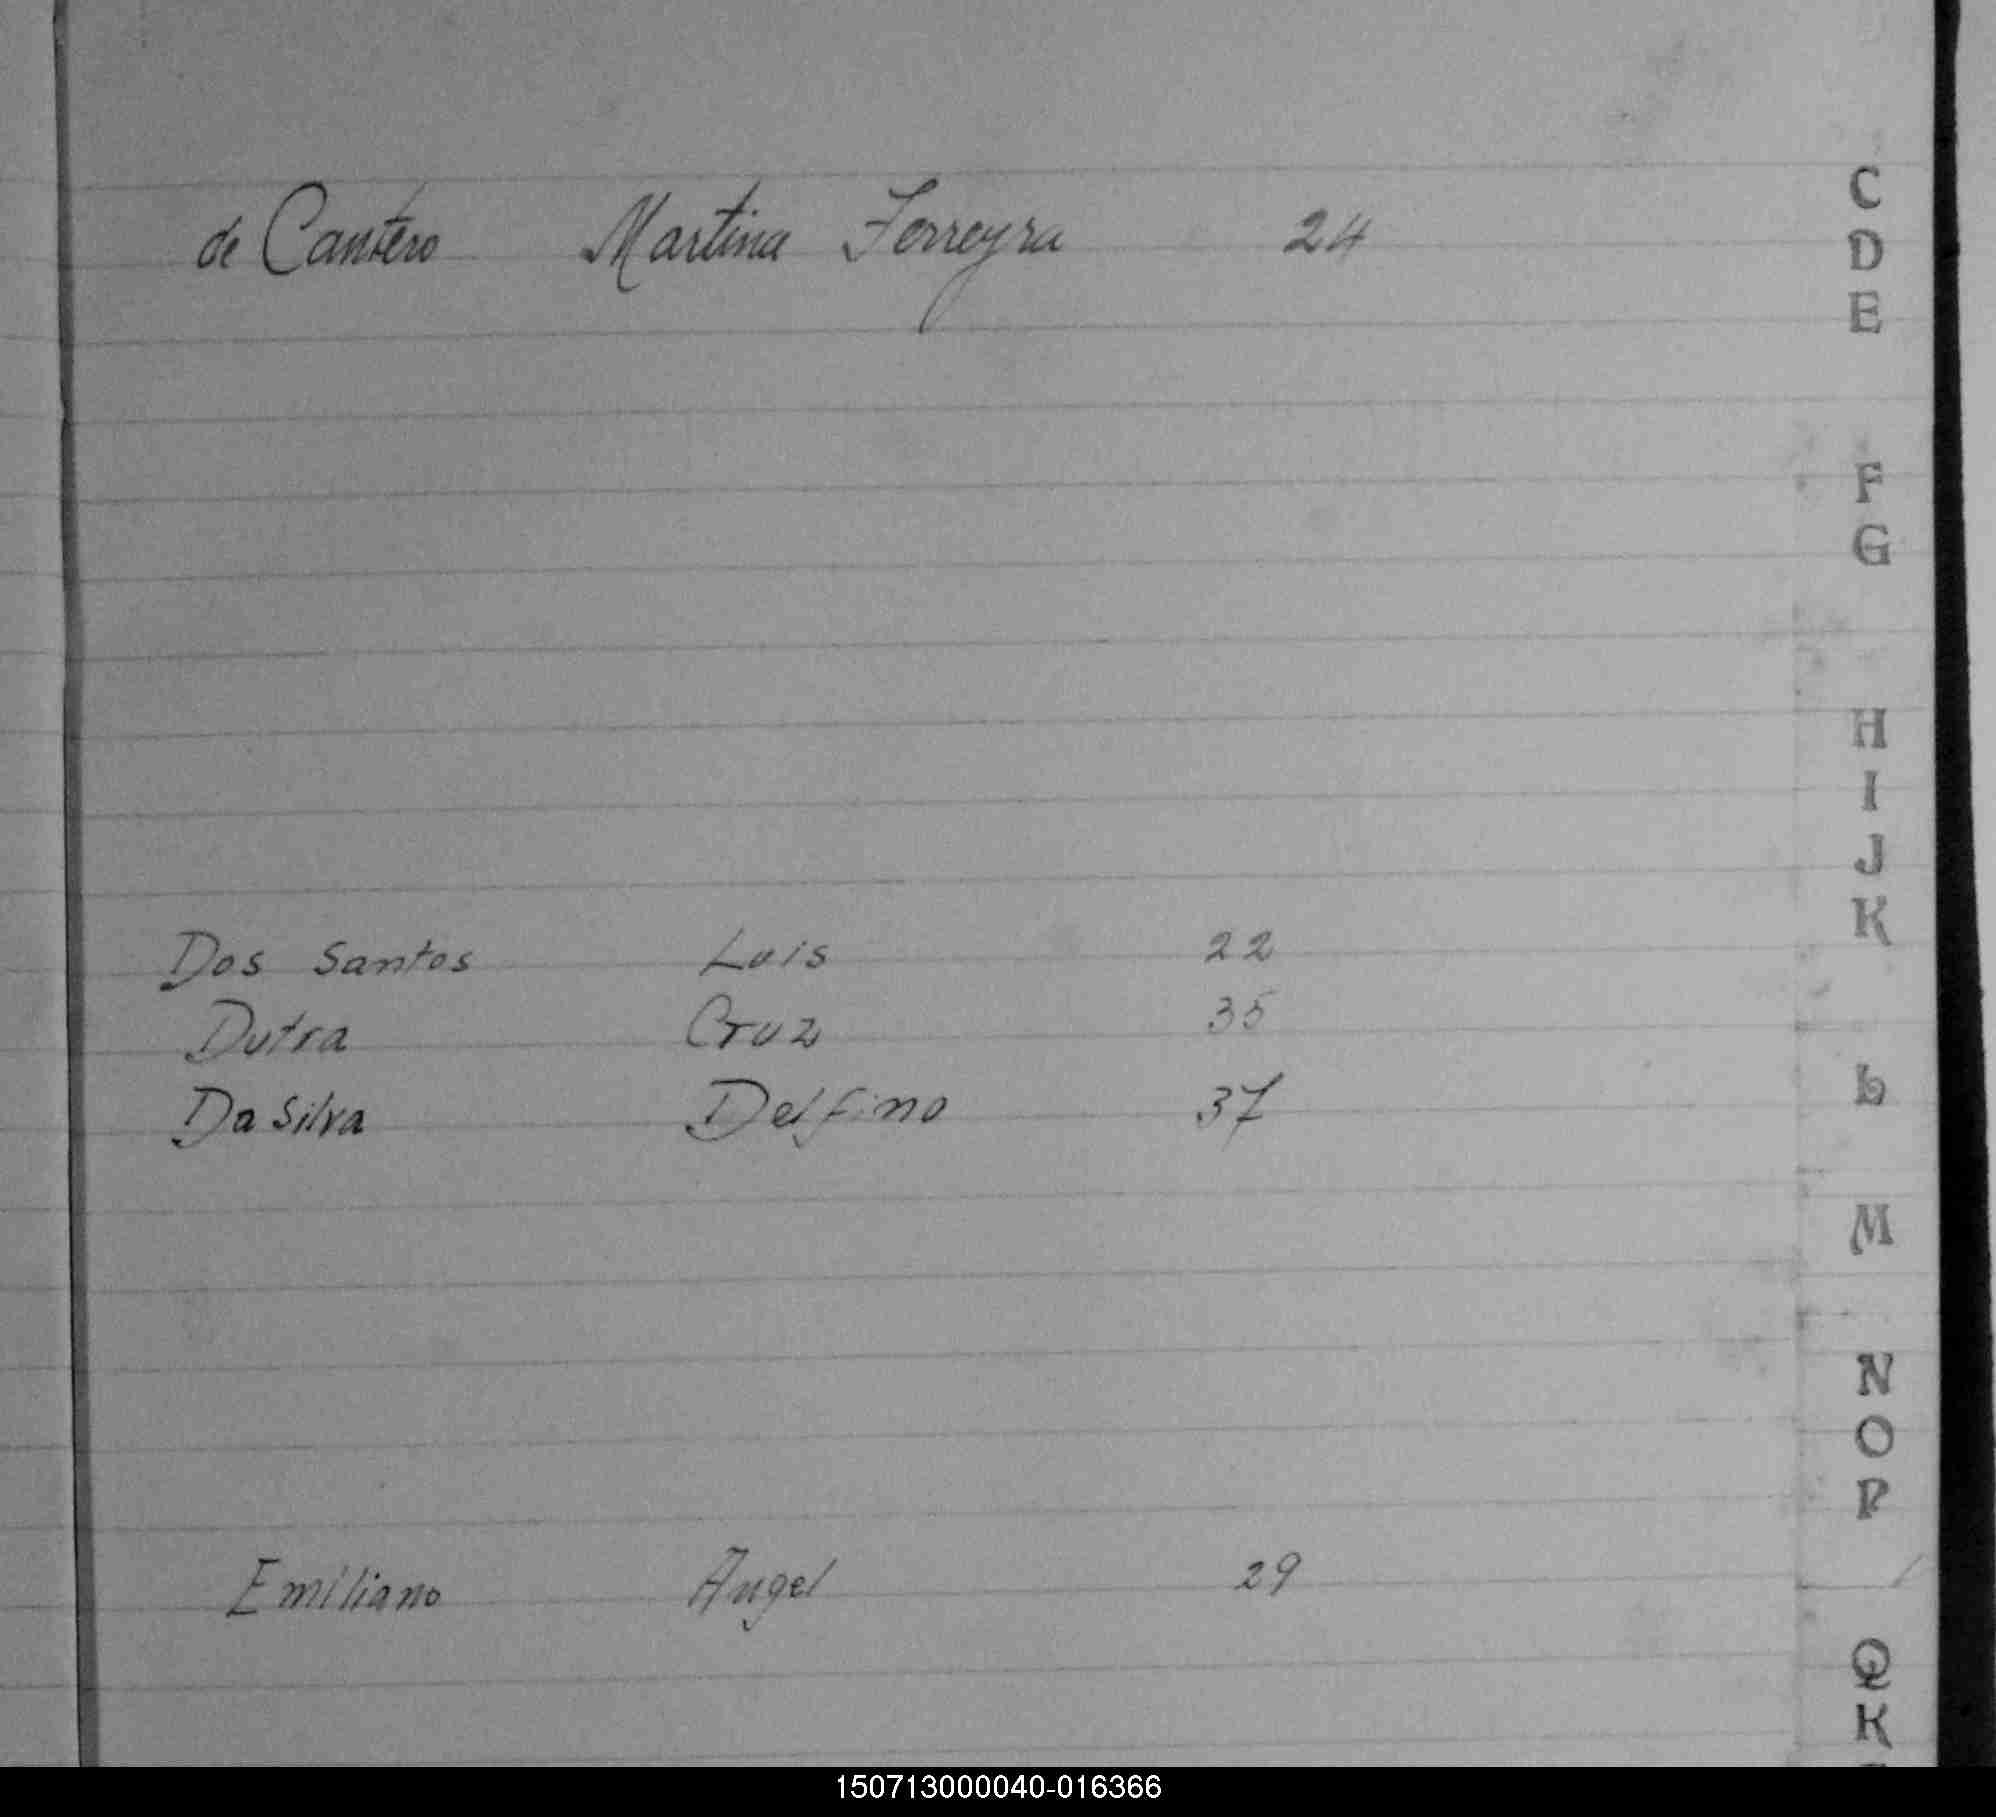 de Cantero Martina Ferreyra 24
C
D
E
F
G
H
I
J
K
Dos Santos Luis 22
Dutra Cruz 35
Da Silva Delfino 37
L
M
N
O
P
Emiliano Angel 29
Q
150713000040-016366